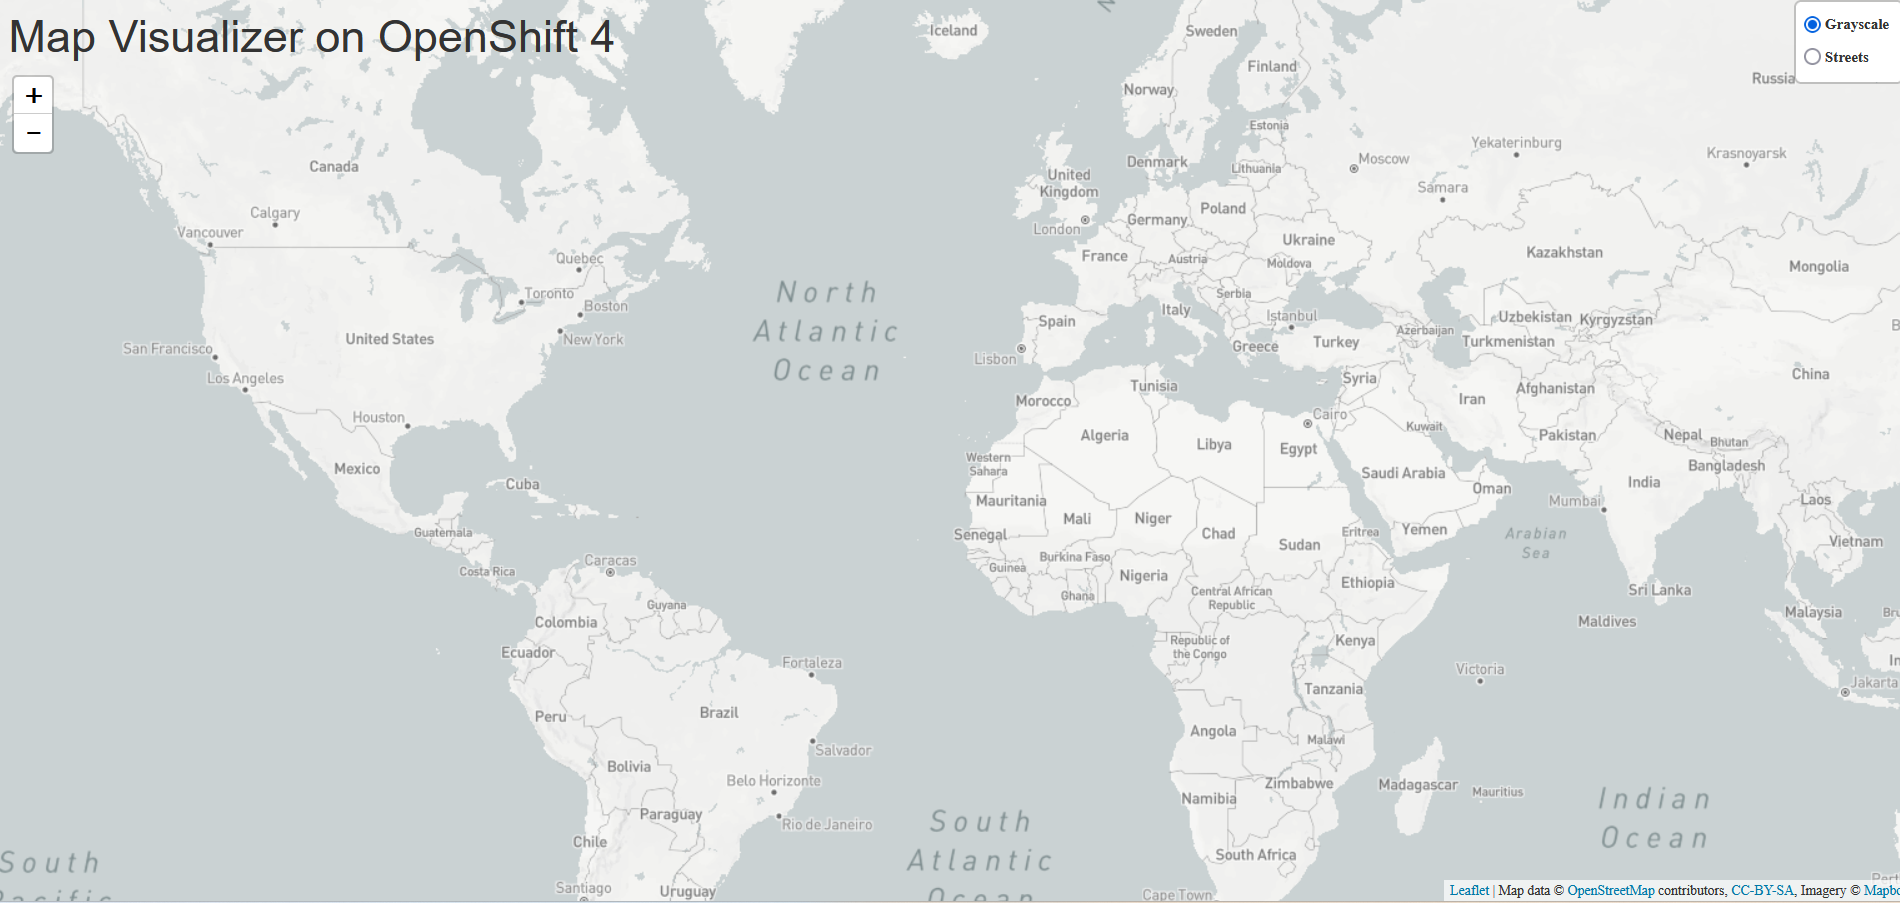 Map Visualizer on OpenShift 4
+
−
Grayscale
Streets
Iceland
Sweden
Finland
Norway
Russia
Estonia
Denmark
Lithuania
Moscow
Yekaterinburg
Krasnoyarsk
Samara
Canada
United
Kingdom
London
Germany
Poland
Calgary
Vancouver
Ukraine
Kazakhstan
Mongolia
France
Austria
Moldova
Quebec
Toronto
Boston
New York
North
Atlantic
Ocean
Serbia
Italy
Spain
Lisbon
Istanbul
Greece
Turkey
Azerbaijan
Uzbekistan
Kyrgyzstan
Turkmenistan
United States
San Francisco
Los Angeles
Houston
China
Tunisia
Syria
Iran
Afghanistan
Morocco
Cairo
Kuwait
Pakistan
Nepal
Bhutan
Bangladesh
Algeria
Libya
Egypt
Saudi Arabia
India
Western
Sahara
Mexico
Cuba
Mauritania
Mali
Niger
Chad
Sudan
Oman
Mumbai
Laos
Yemen
Eritrea
Arabian
Sea
Vietnam
Guatemala
Senegal
Burkina Faso
Guinea
Nigeria
Ghana
Central African
Republic
Ethiopia
Costa Rica
Caracas
Guyana
Colombia
Sri Lanka
Maldives
Malaysia
Ecuador
Fortaleza
Republic of
the Congo
Kenya
Victoria
Jakarta
Tanzania
Peru
Brazil
Salvador
Angola
Malawi
Bolivia
Belo Horizonte
Zimbabwe
Madagascar
Mauritius
Namibia
Indian
Ocean
Paraguay
Rio de Janeiro
Chile
South
Atlantic
Ocean
South Africa
South
Pacific
Santiago
Uruguay
Cape Town
Leaflet | Map data © OpenStreetMap contributors, CC-BY-SA, Imagery © Mapbo